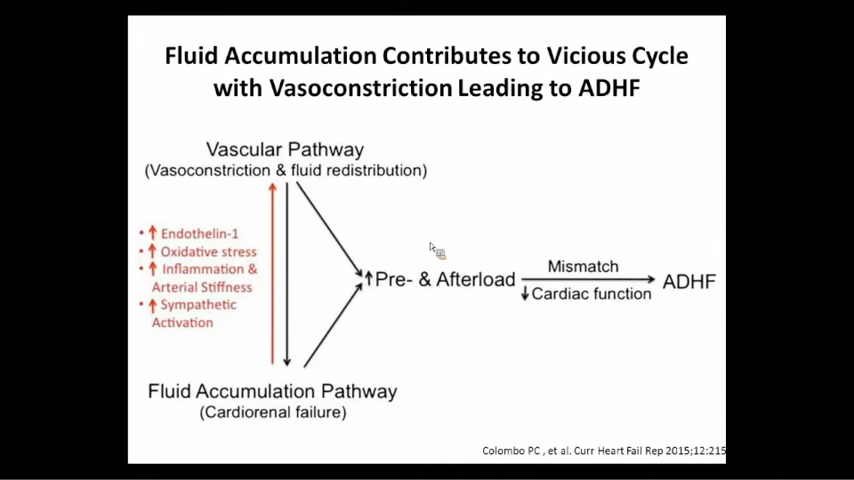 Fluid Accumulation Contributes to Vicious Cycle
with Vasoconstriction Leading to ADHF
Vascular Pathway
(Vasoconstriction & fluid redistribution)
• ↑ Endothelin-1
• ↑ Oxidative stress
• ↑ Inflammation &
Arterial Stiffness
• ↑ Sympathetic
Activation
↑Pre- & Afterload
Mismatch
↓Cardiac function
ADHF
Fluid Accumulation Pathway
(Cardiorenal failure)
Colombo PC , et al. Curr Heart Fail Rep 2015;12:215